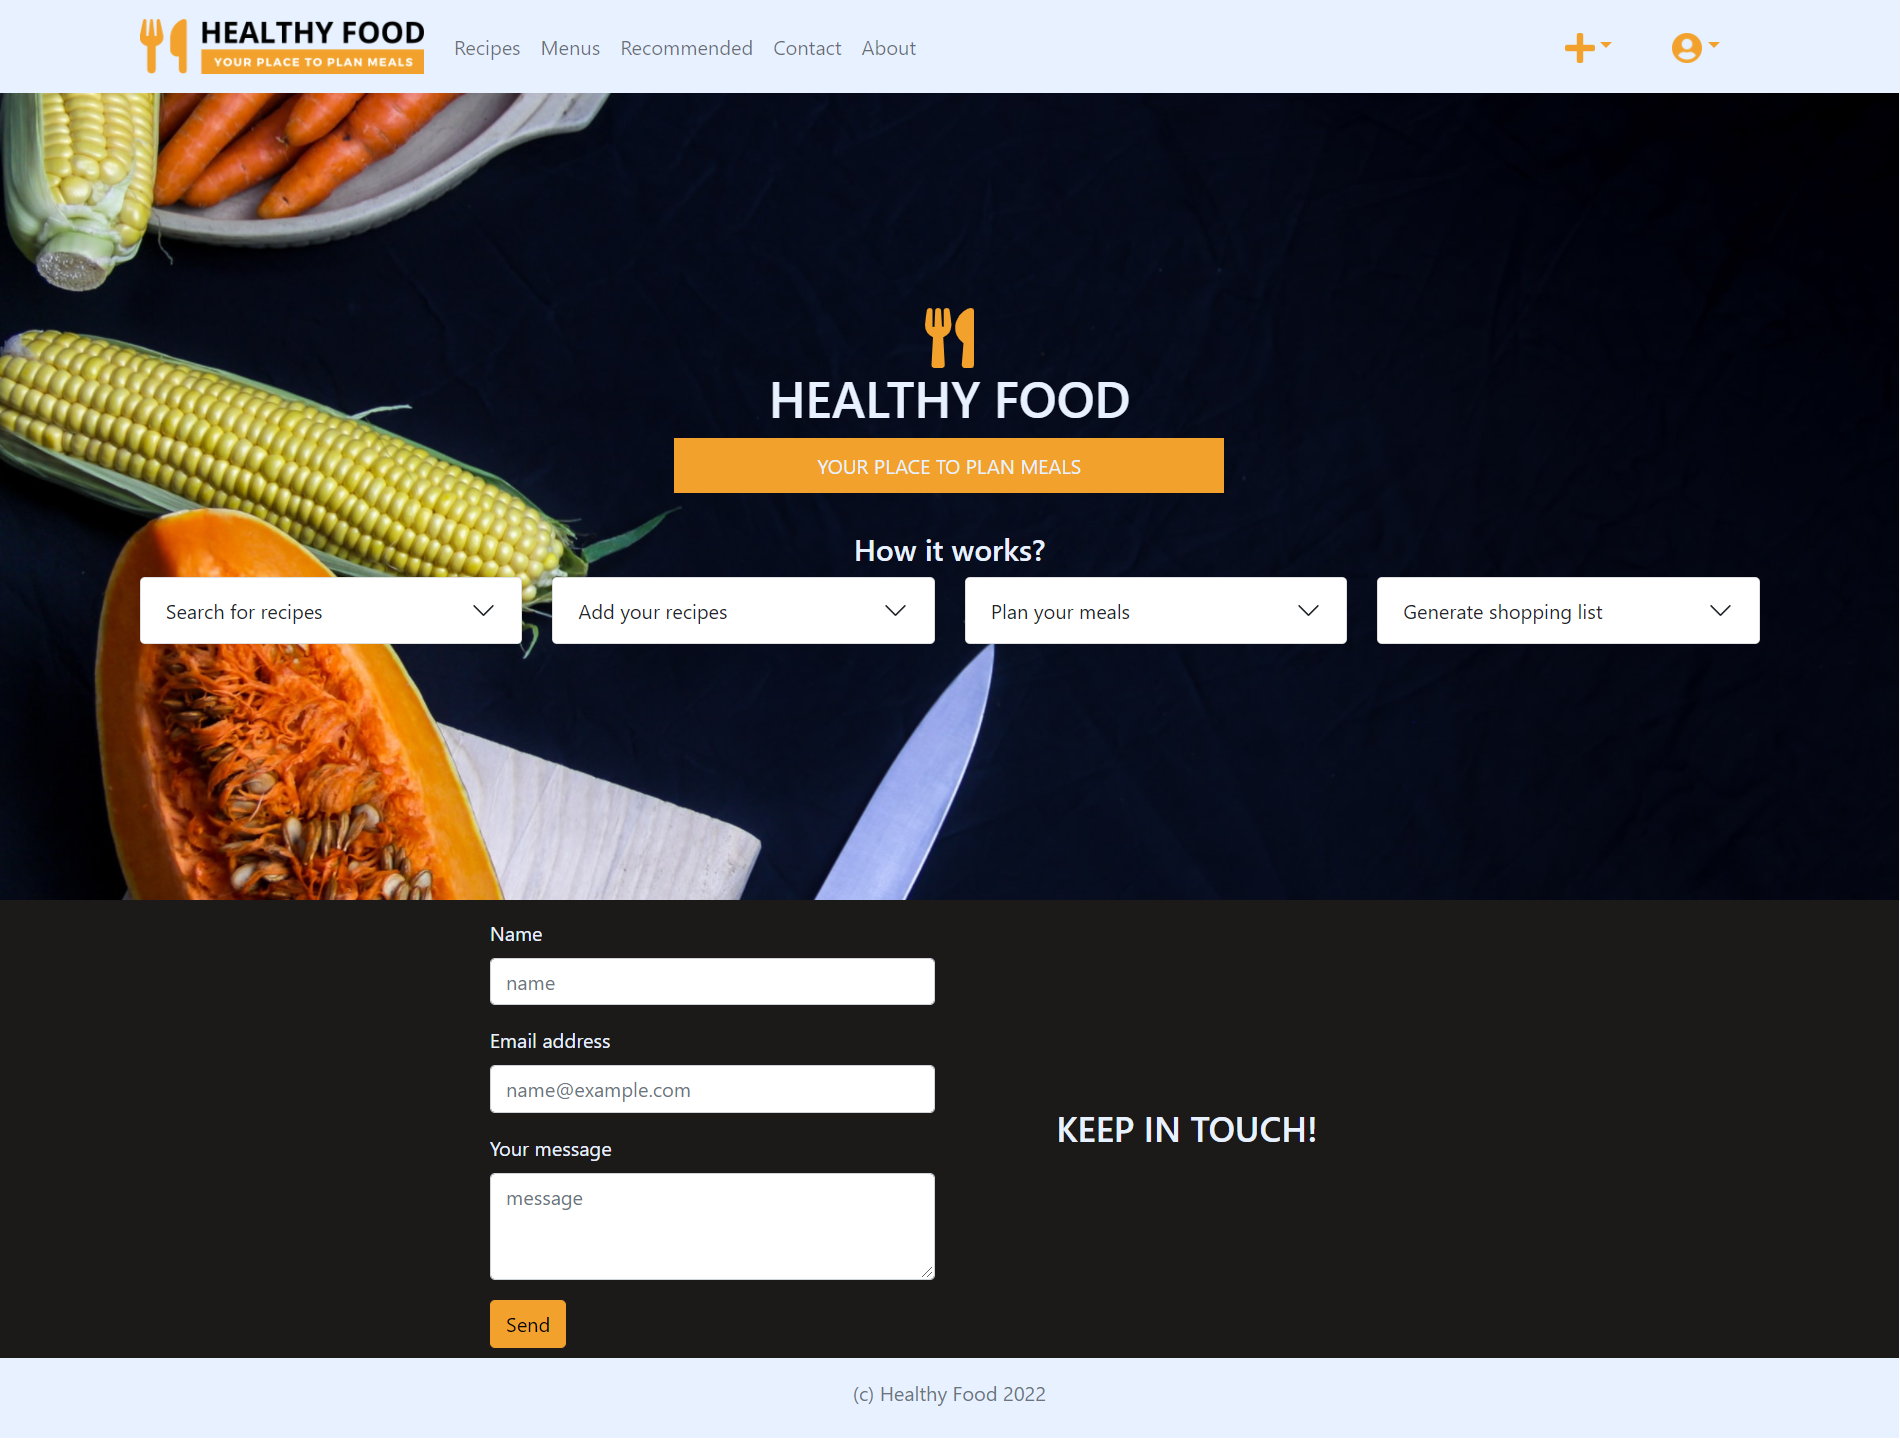 HEALTHY FOOD
YOUR PLACE TO PLAN MEALS
Recipes Menus Recommended Contact About
HEALTHY FOOD
YOUR PLACE TO PLAN MEALS
How it works?
Search for recipes
Add your recipes
Plan your meals
Generate shopping list
Name
name
Email address
name@example.com
Your message
message
Send
KEEP IN TOUCH!
(c) Healthy Food 2022